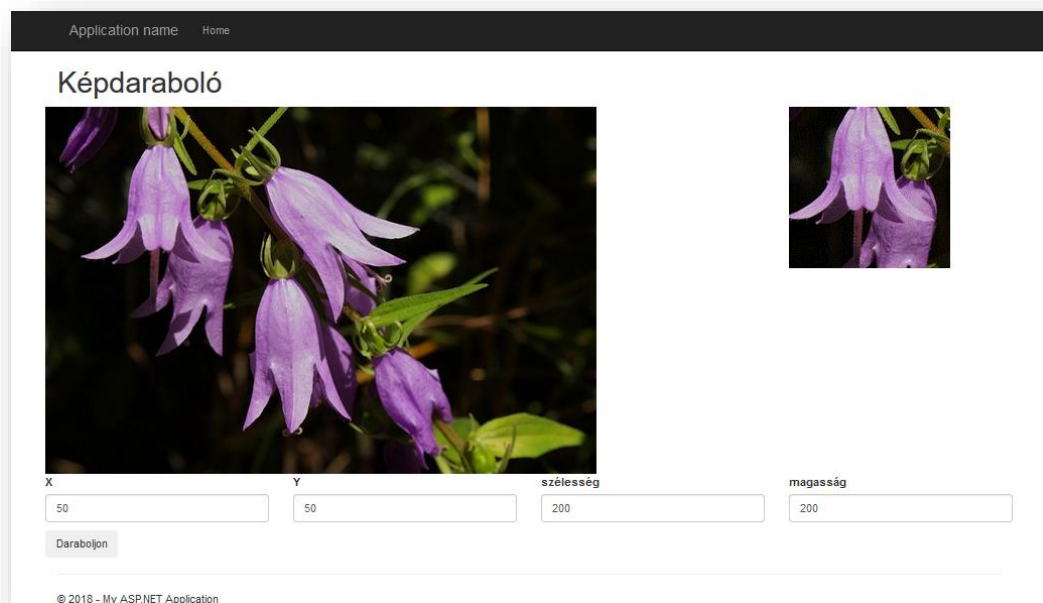 Application name Home
Képdaraboló
X Y szélesség magasság
50 50 200 200
Daraboljon
© 2018 - My ASP.NET Application